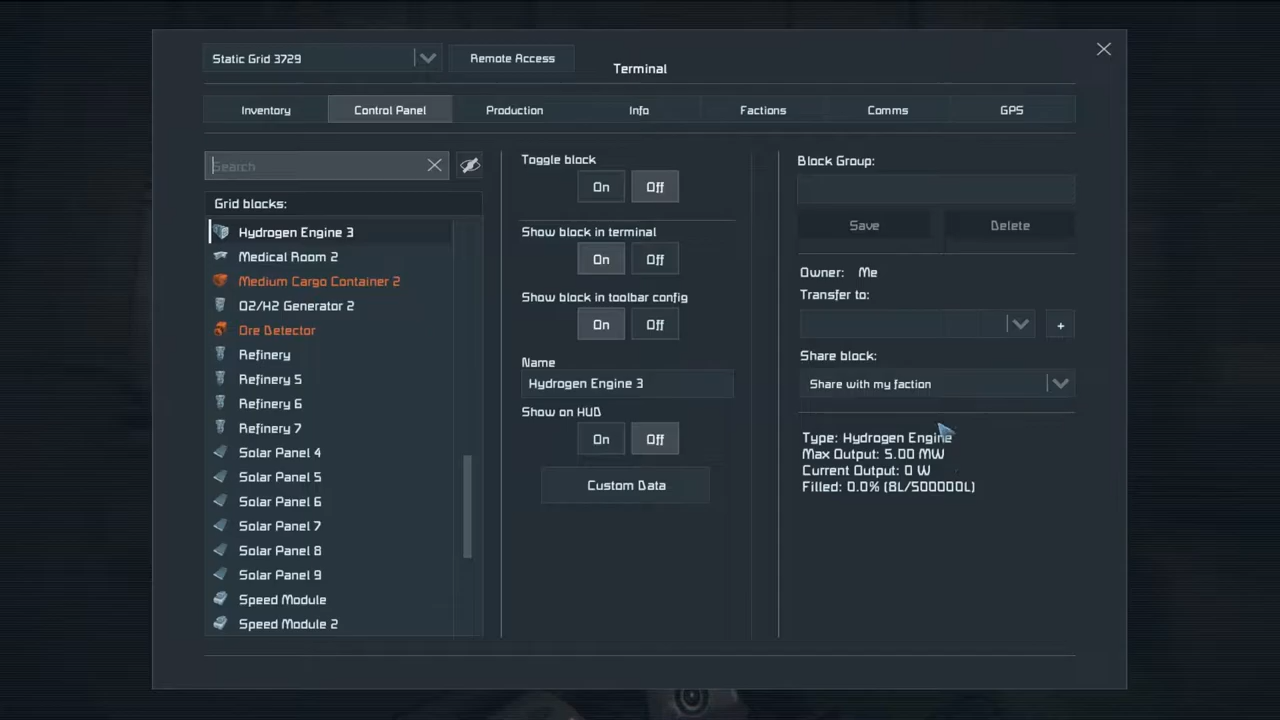 Static Grid 3729
Remote Access
Terminal
Inventory
Control Panel
Production
Info
Factions
Comms
GPS
Search
Grid blocks:
Hydrogen Engine 3
Medical Room 2
Medium Cargo Container 2
O2/H2 Generator 2
Ore Detector
Refinery
Refinery 5
Refinery 6
Refinery 7
Solar Panel 4
Solar Panel 5
Solar Panel 6
Solar Panel 7
Solar Panel 8
Solar Panel 9
Speed Module
Speed Module 2
Toggle block
On Off
Show block in terminal
On Off
Show block in toolbar config
On Off
Name
Hydrogen Engine 3
Show on HUD
On Off
Custom Data
Block Group:
Save Delete
Owner: Me
Transfer to:
+
Share block:
Share with my faction
Type: Hydrogen Engine
Max Output: 5.00 MW
Current Output: 0 W
Filled: 0.0% (8L/500000L)